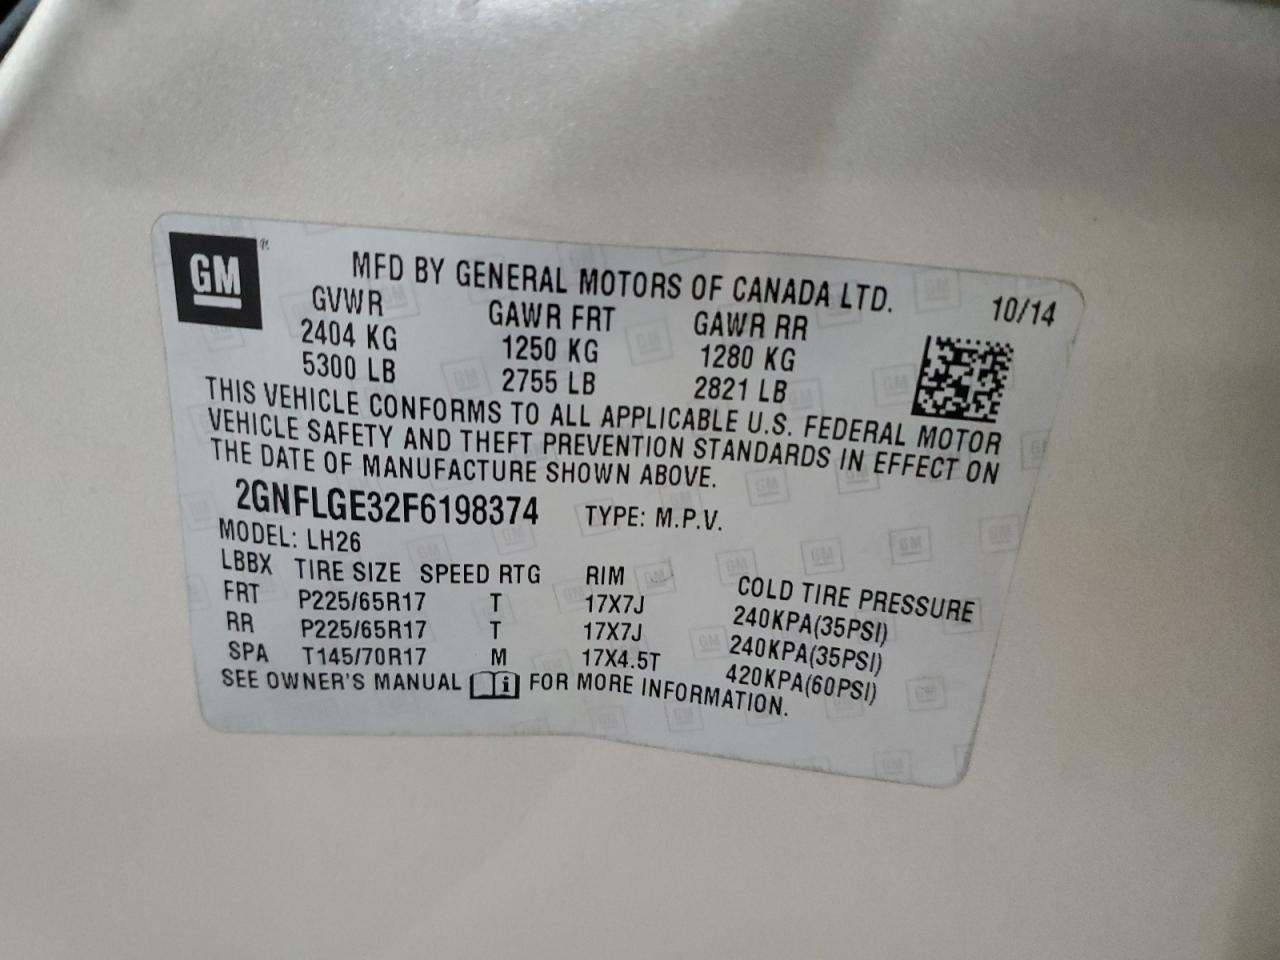 GM
MFD BY GENERAL MOTORS OF CANADA LTD.
10/14
GVWR GAWR FRT GAWR RR
2404 KG 1250 KG 1280 KG
5300 LB 2755 LB 2821 LB
THIS VEHICLE CONFORMS TO ALL APPLICABLE U.S. FEDERAL MOTOR
VEHICLE SAFETY AND THEFT PREVENTION STANDARDS IN EFFECT ON
THE DATE OF MANUFACTURE SHOWN ABOVE.
2GNFLGE32F6198374 TYPE: M.P.V.
MODEL: LH26
LBBX TIRE SIZE SPEED RTG RIM COLD TIRE PRESSURE
FRT P225/65R17 T 17X7J 240KPA(35PSI)
RR P225/65R17 T 17X7J 240KPA(35PSI)
SPA T145/70R17 M 17X4.5T 420KPA(60PSI)
SEE OWNER'S MANUAL i FOR MORE INFORMATION.